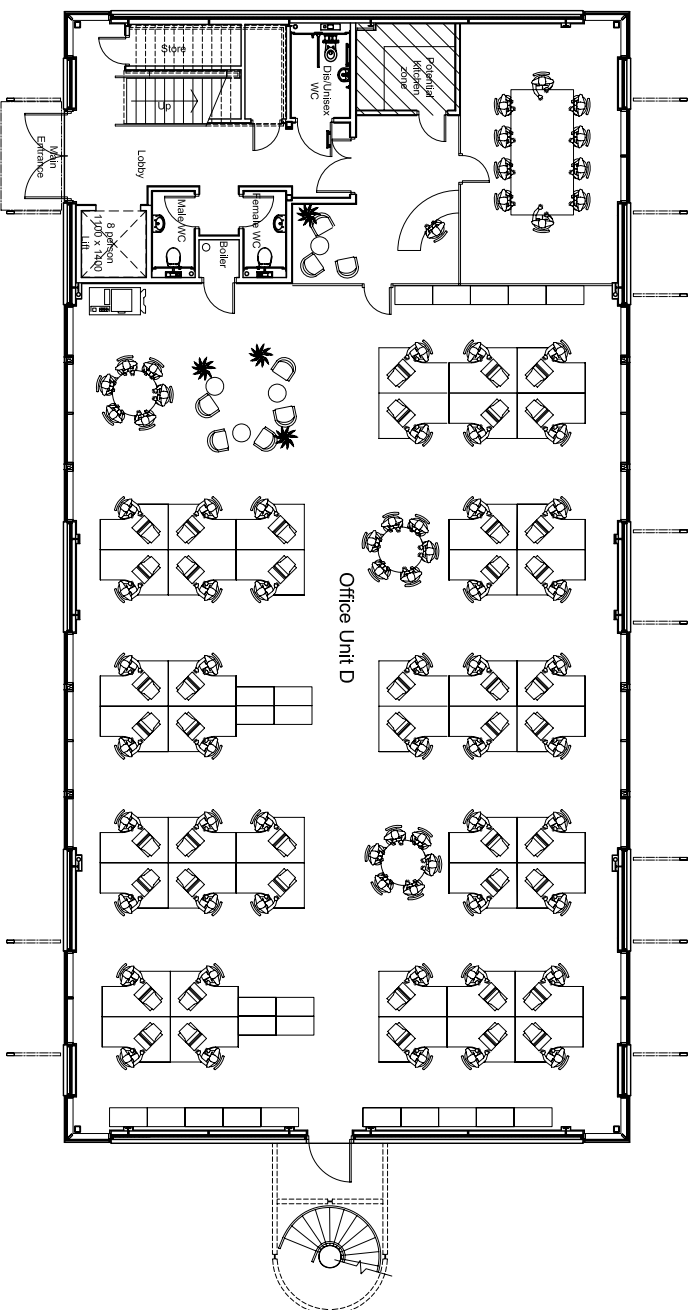 Store
Up
Dis/Unisex
WC
Potential
Kitchen
zone
Main
Entrance
Lobby
8 person
1100 x 1400
Lift
Male WC
Female WC
Boiler
Office Unit D